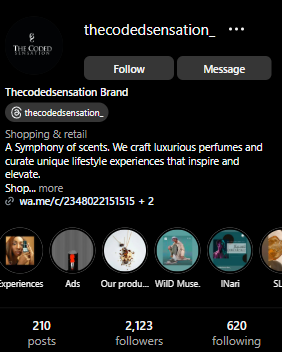 thecodedsensation_
THE CODED
SENSATION
Follow
Message
Thecodedsensation Brand
thecodedsensation_
Shopping & retail
A Symphony of scents. We craft luxurious perfumes and
curate unique lifestyle experiences that inspire and
elevate.
Shop... more
wa.me/c/2348022151515 + 2
Experiences
Ads
Our produ...
WilD Muse.
INari
SL
210
2,123
620
posts
followers
following